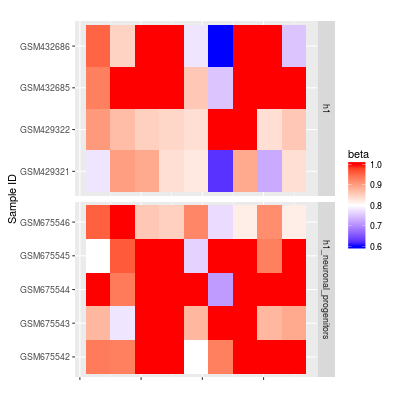 Sample ID
GSM432686
GSM432685
GSM429322
GSM429321
h1
GSM675546
GSM675545
GSM675544
GSM675543
GSM675542
h1_neuronal_progenitors
beta
1.0
0.9
0.8
0.7
0.6